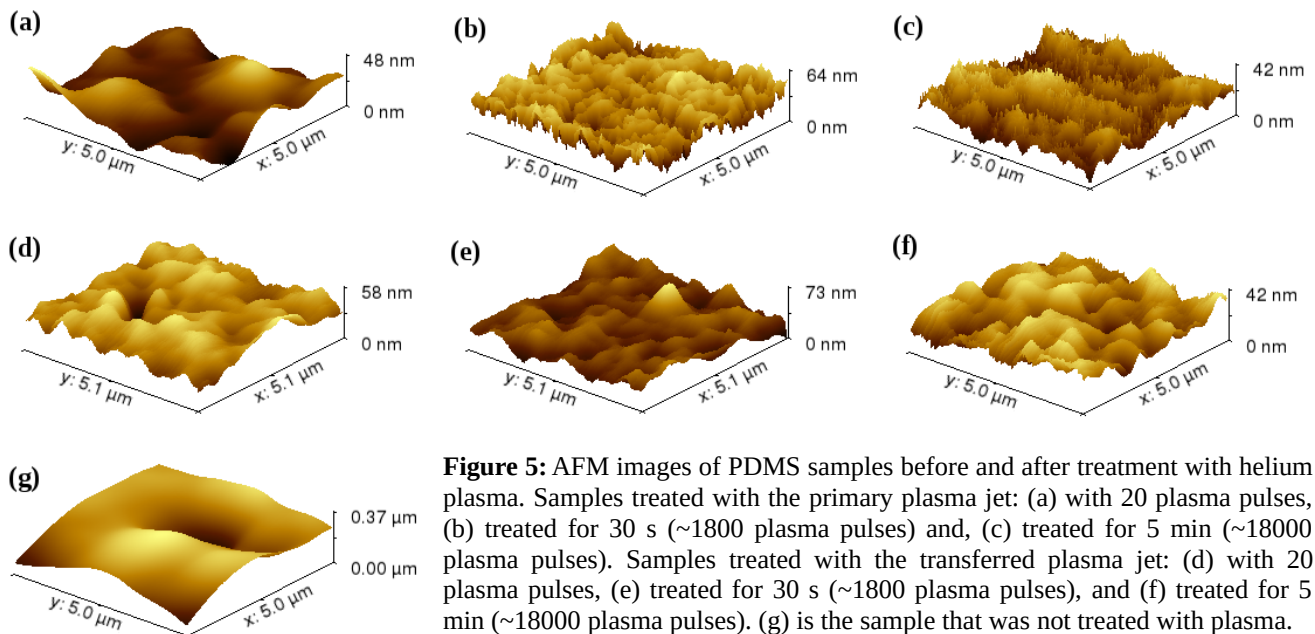 (a)
48 nm
0 nm
y: 5.0 µm
x: 5.0 µm
(b)
64 nm
0 nm
y: 5.0 µm
x: 5.0 µm
(c)
42 nm
0 nm
y: 5.0 µm
x: 5.0 µm
(d)
58 nm
0 nm
y: 5.1 µm
x: 5.1 µm
(e)
73 nm
0 nm
y: 5.1 µm
x: 5.1 µm
(f)
42 nm
0 nm
y: 5.0 µm
x: 5.0 µm
(g)
0.37 µm
0.00 µm
y: 5.0 µm
x: 5.0 µm
Figure 5: AFM images of PDMS samples before and after treatment with helium
plasma. Samples treated with the primary plasma jet: (a) with 20 plasma pulses,
(b) treated for 30 s (~1800 plasma pulses) and, (c) treated for 5 min (~18000
plasma pulses). Samples treated with the transferred plasma jet: (d) with 20
plasma pulses, (e) treated for 30 s (~1800 plasma pulses), and (f) treated for 5
min (~18000 plasma pulses). (g) is the sample that was not treated with plasma.